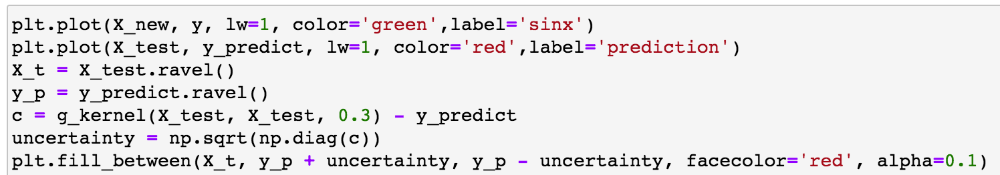 plt.plot(X_new, y, lw=1, color='green',label='sinx')
plt.plot(X_test, y_predict, lw=1, color='red',label='prediction')
X_t = X_test.ravel()
y_p = y_predict.ravel()
c = g_kernel(X_test, X_test, 0.3) - y_predict
uncertainty = np.sqrt(np.diag(c))
plt.fill_between(X_t, y_p + uncertainty, y_p - uncertainty, facecolor='red', alpha=0.1)